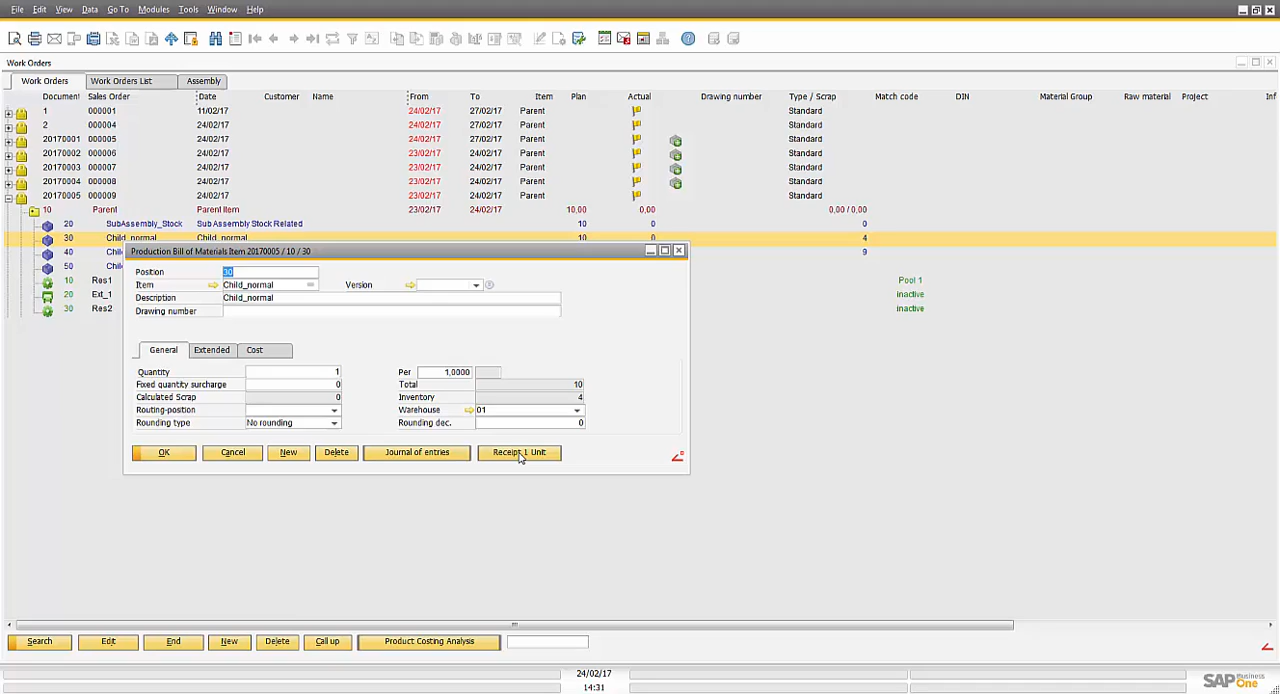 File Edit View Data Go To Modules Tools Window Help
Work Orders
Work Orders Work Orders List Assembly
Document Sales Order Date Customer Name From To Item Plan Actual Drawing number Type / Scrap Match code DIN Material Group Raw material Project Inf
1 000001 11/02/17 24/02/17 27/02/17 Parent Standard
2 000004 24/02/17 24/02/17 27/02/17 Parent Standard
20170001 000005 24/02/17 24/02/17 27/02/17 Parent Standard
20170002 000006 24/02/17 23/02/17 24/02/17 Parent Standard
20170003 000007 24/02/17 23/02/17 24/02/17 Parent Standard
20170004 000008 24/02/17 23/02/17 24/02/17 Parent Standard
20170005 000009 24/02/17 23/02/17 24/02/17 Parent Standard
10 Parent Parent Item 23/02/17 24/02/17 10,00 0,00 0,00 / 0,00
20 SubAssembly_Stock Sub Assembly Stock Related 10 0 0
30 Child_normal Child_normal 10 0 4
40 Chil 9
50 Chil
10 Res1 Pool 1
20 Ext_1 inactive
30 Res2 inactive
Production Bill of Materials Item 20170005 / 10 / 30
Position 30
Item Child_normal Version
Description Child_normal
Drawing number
General Extended Cost
Quantity 1 Per 1,0000
Fixed quantity surcharge 0 Total 10
Calculated Scrap 0 Inventory 4
Routing-position Warehouse 01
Rounding type No rounding Rounding dec. 0
OK Cancel New Delete Journal of entries Receipt 1 Unit
Search Edit End New Delete Call up Product Costing Analysis
24/02/17
14:31
SAP Business One